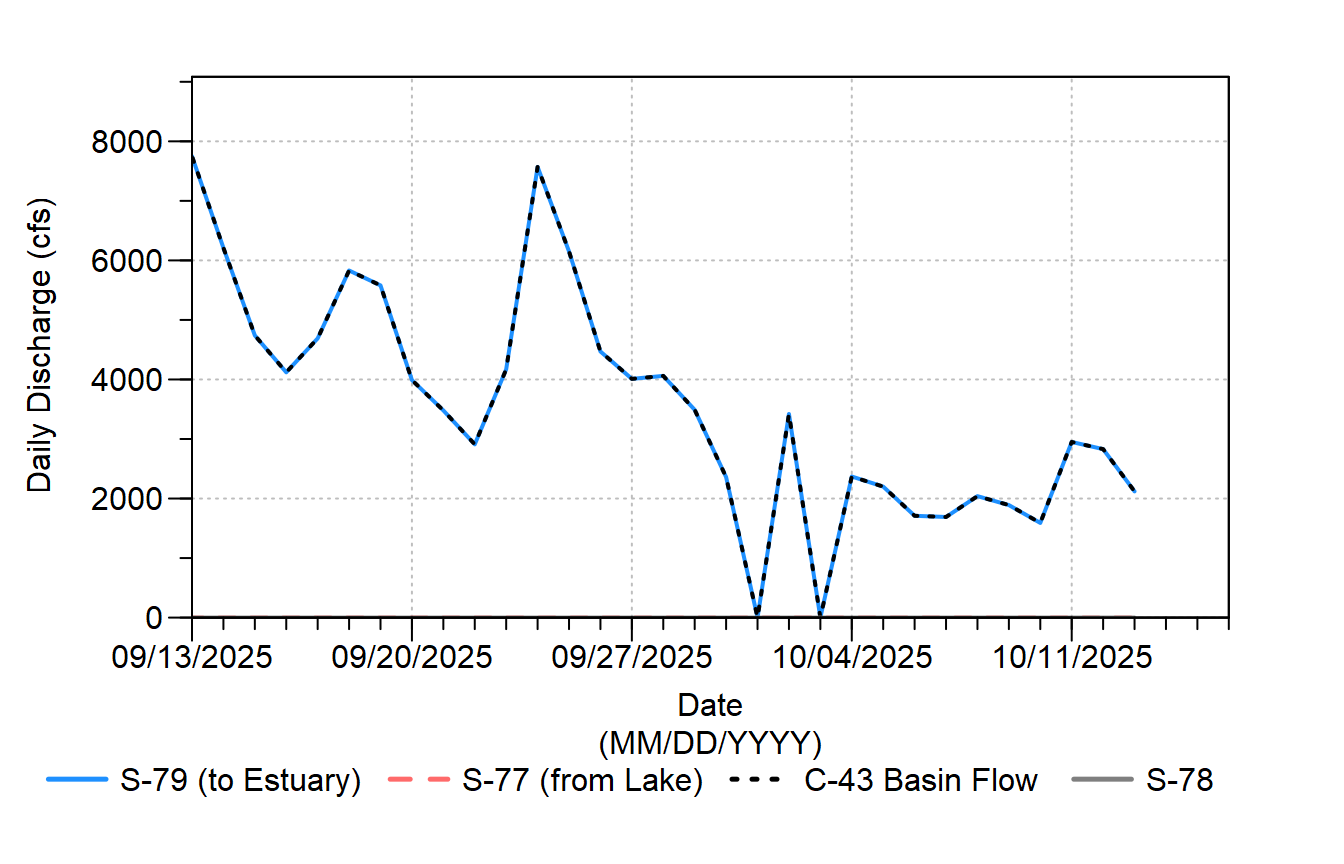 8000
6000
4000
2000
0
Daily Discharge (cfs)
09/13/2025 09/20/2025 09/27/2025 10/04/2025 10/11/2025
Date
(MM/DD/YYYY)
S-79 (to Estuary) S-77 (from Lake) C-43 Basin Flow S-78